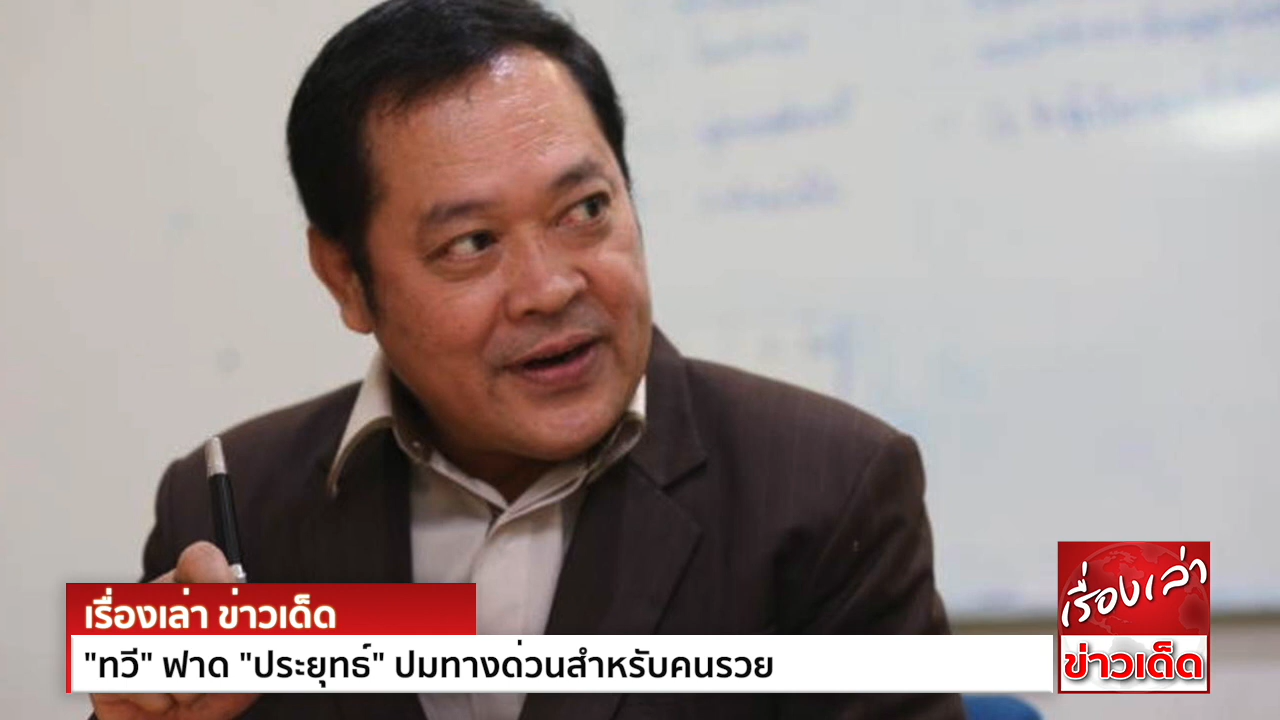 เรื่องเล่า ข่าวเด็ด
"ทวี" ฟาด "ประยุทธ์" ปมทางด่วนสำหรับคนรวย
เรื่องเล่า
ข่าวเด็ด